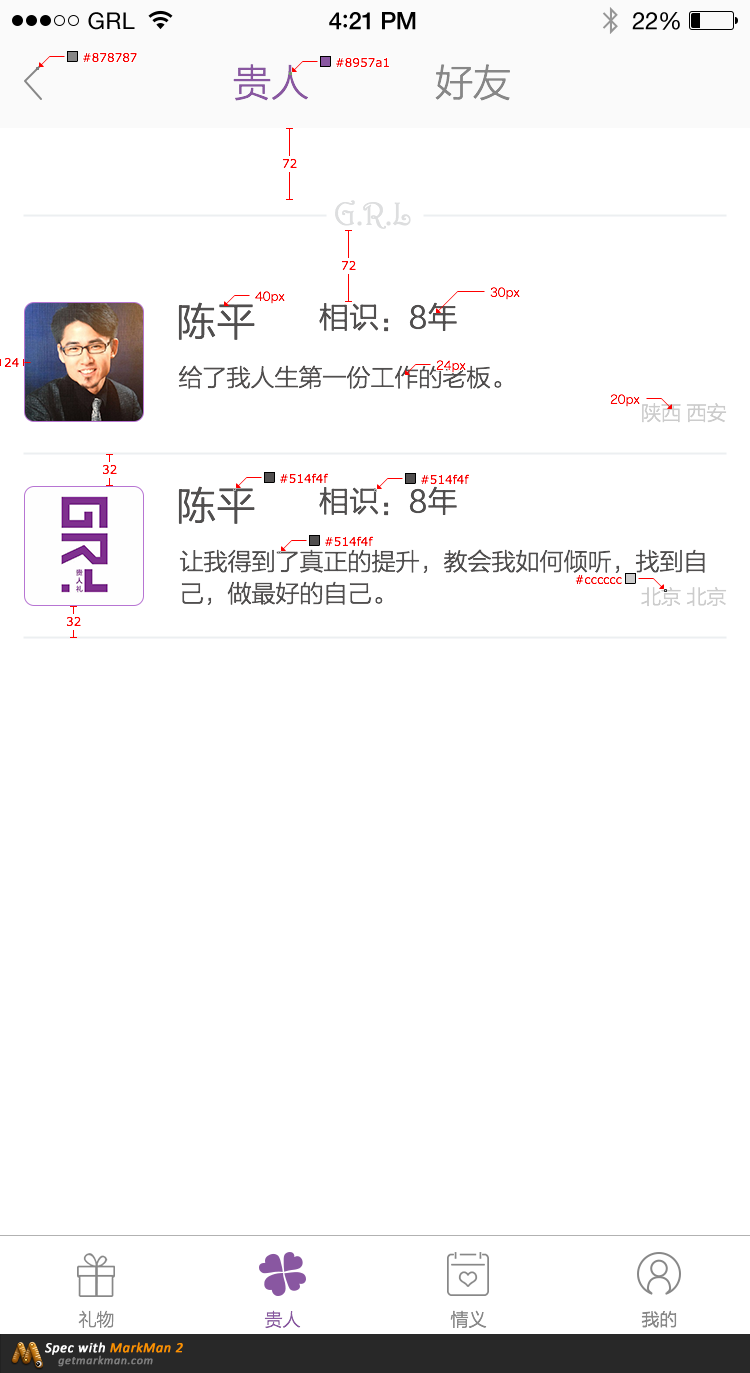 GRL 4:21 PM 22%
#878787
#8957a1
贵人 好友
72
G.R.L
72
40px
30px
陈平 相识：8年
24
24px
给了我人生第一份工作的老板。
20px
陕西 西安
32
#514f4f
#514f4f
陈平 相识：8年
GRL
贵人礼
#514f4f
让我得到了真正的提升，教会我如何倾听，找到自
己，做最好的自己。
#cccccc
北京 北京
32
礼物 贵人 情义 我的
Spec with MarkMan 2
getmarkman.com